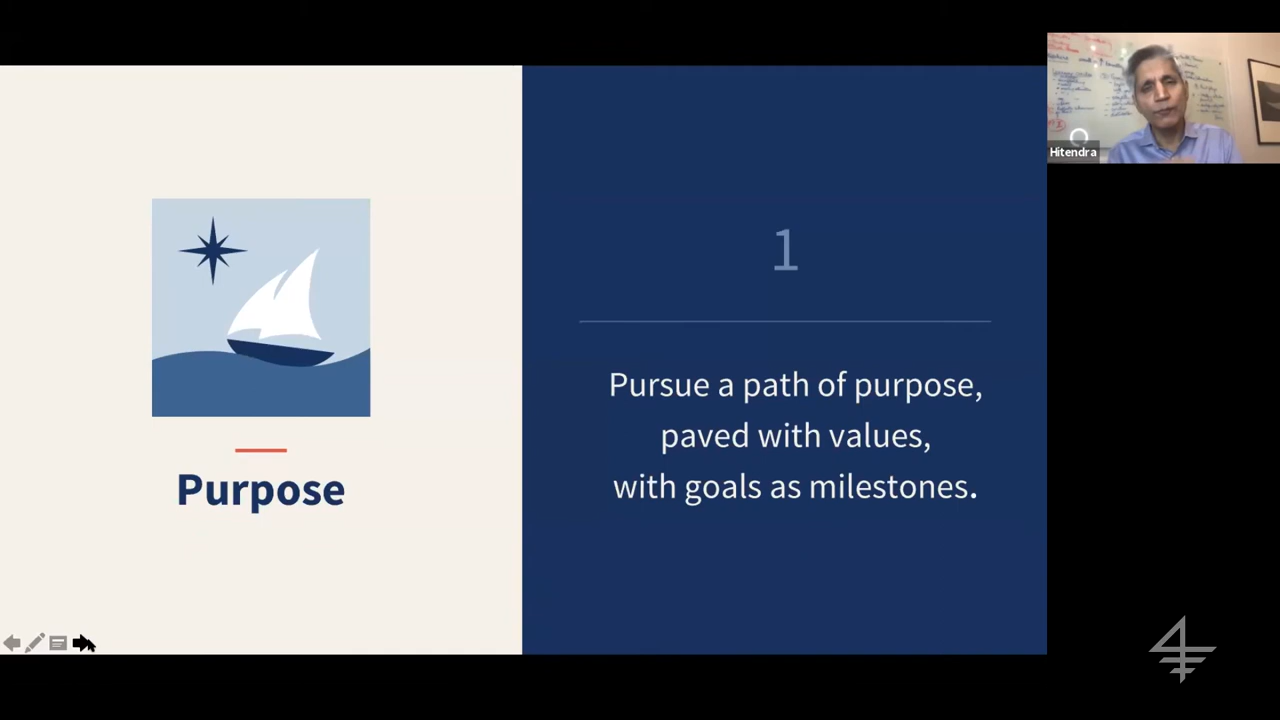 Purpose
1
Pursue a path of purpose,
paved with values,
with goals as milestones.
Hitendra